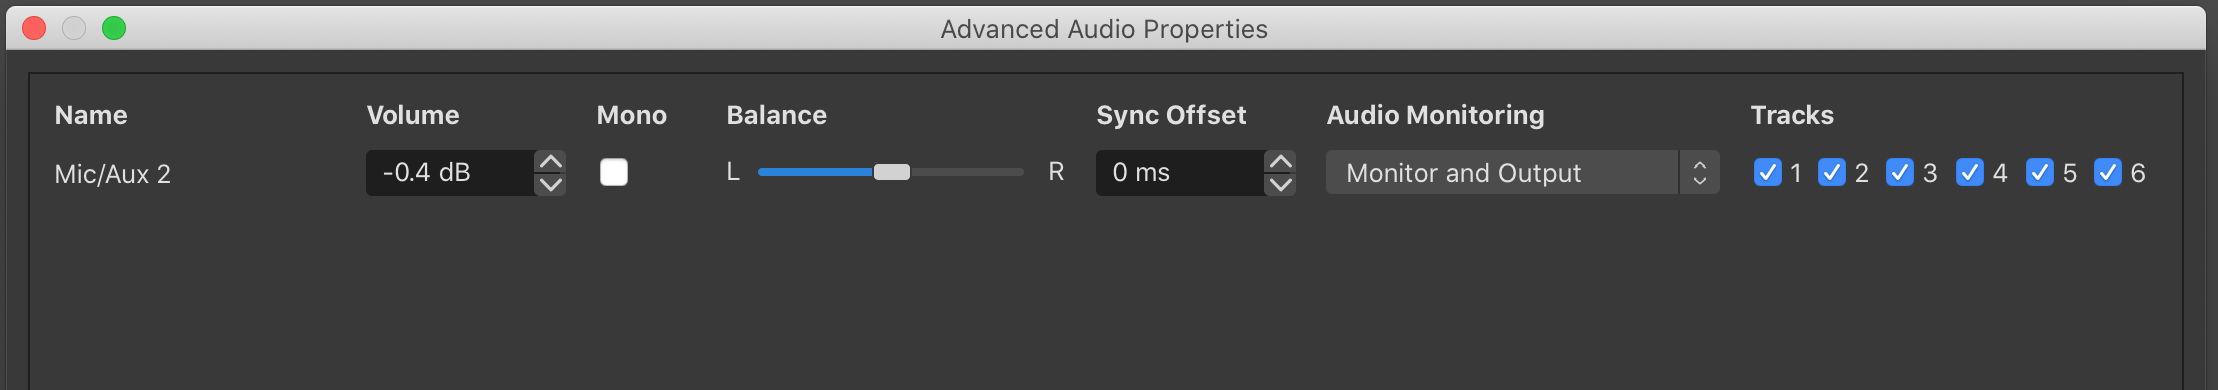 Advanced Audio Properties
Name Volume Mono Balance Sync Offset Audio Monitoring Tracks
Mic/Aux 2 -0.4 dB L R 0 ms Monitor and Output 1 2 3 4 5 6